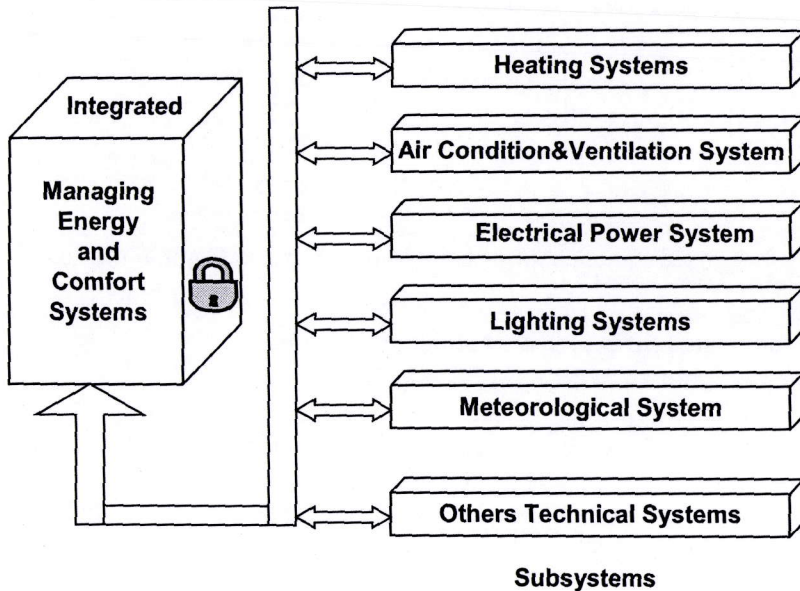 Integrated
Managing
Energy
and
Comfort
Systems
Heating Systems
Air Condition&Ventilation System
Electrical Power System
Lighting Systems
Meteorological System
Others Technical Systems
Subsystems